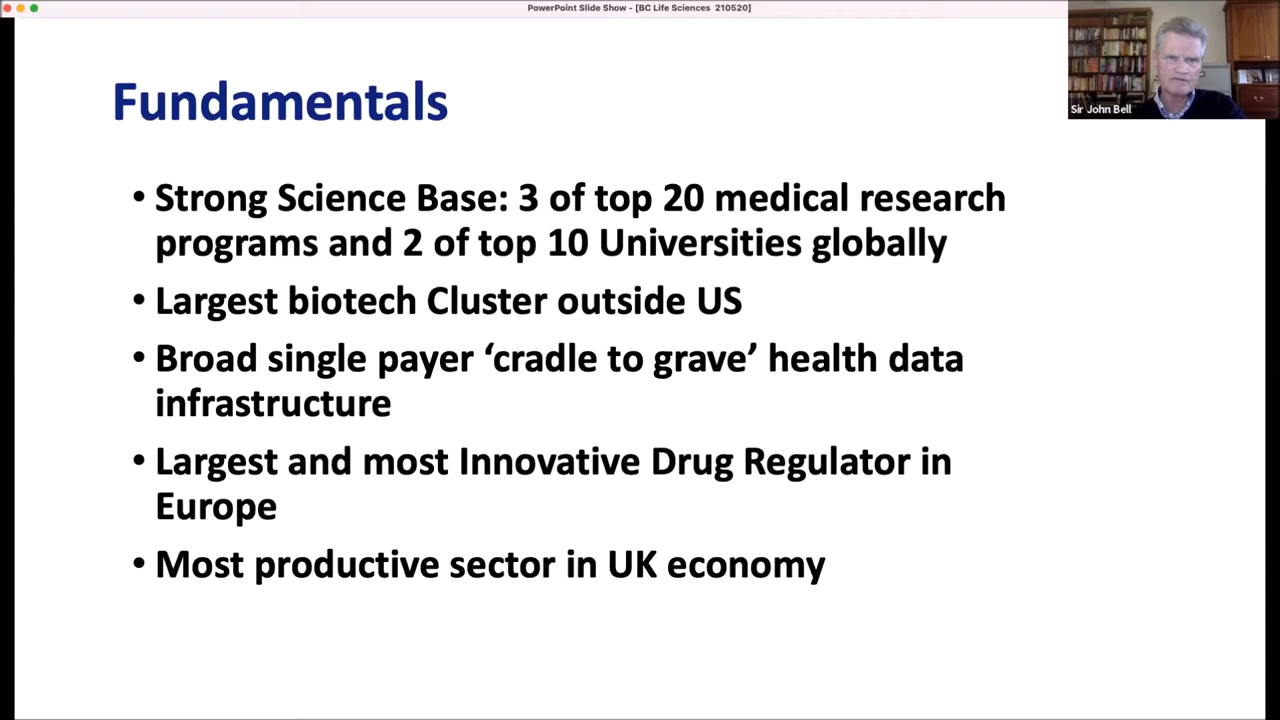 PowerPoint Slide Show - [BC Life Sciences 210520]
Sir John Bell
Fundamentals
• Strong Science Base: 3 of top 20 medical research
programs and 2 of top 10 Universities globally
• Largest biotech Cluster outside US
• Broad single payer ‘cradle to grave’ health data
infrastructure
• Largest and most Innovative Drug Regulator in
Europe
• Most productive sector in UK economy